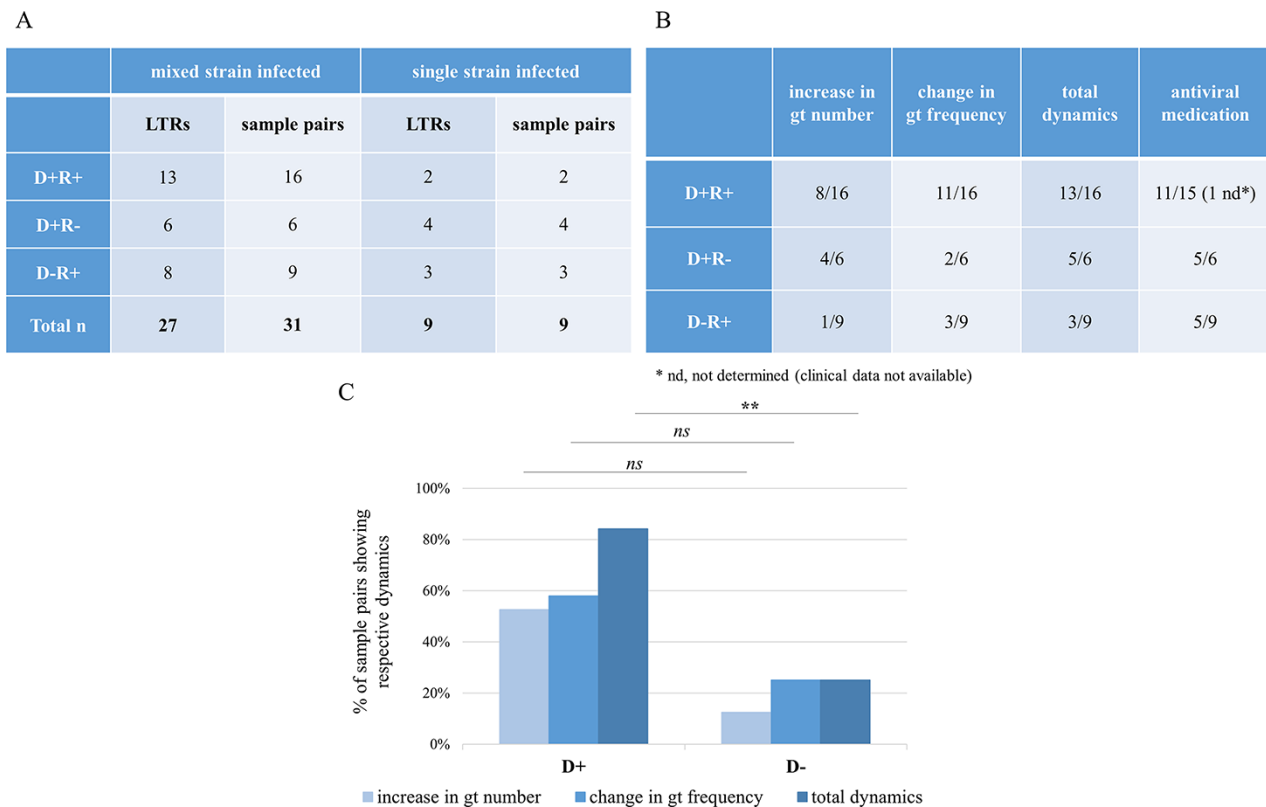 A
mixed strain infected single strain infected
LTRs sample pairs LTRs sample pairs
D+R+ 13 16 2 2
D+R- 6 6 4 4
D-R+ 8 9 3 3
Total n 27 31 9 9
B
increase in gt number change in gt frequency total dynamics antiviral medication
D+R+ 8/16 11/16 13/16 11/15 (1 nd*)
D+R- 4/6 2/6 5/6 5/6
D-R+ 1/9 3/9 3/9 5/9
* nd, not determined (clinical data not available)
C
**
ns
ns
% of sample pairs showing
respective dynamics
100%
80%
60%
40%
20%
0%
D+ D-
increase in gt number change in gt frequency total dynamics